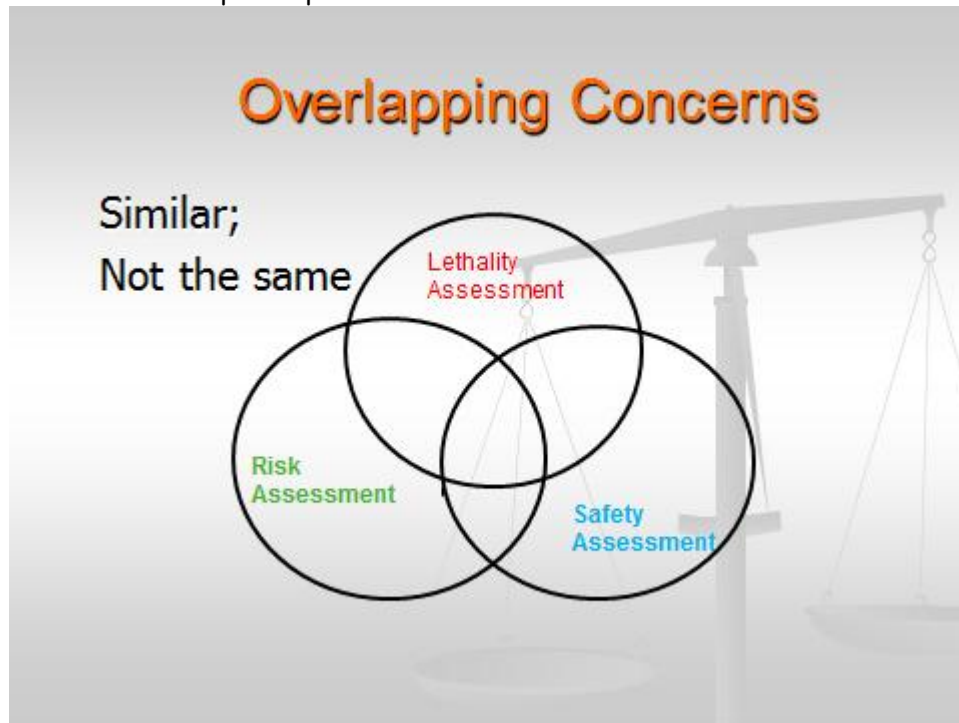 Overlapping Concerns
Similar;
Not the same
Lethality
Assessment
Risk
Assessment
Safety
Assessment